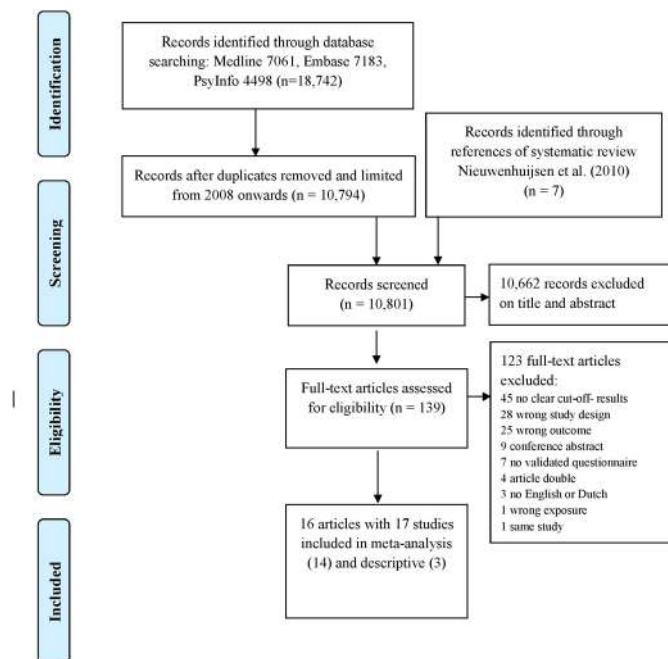 Identification
Records identified through database
searching: Medline 7061, Embase 7183,
PsyInfo 4498 (n=18,742)
Records identified through
references of systematic review
Nieuwenhuijsen et al. (2010)
(n = 7)
Records after duplicates removed and limited
from 2008 onwards (n = 10,794)
Screening
Records screened
(n = 10,801)
10,662 records excluded
on title and abstract
Eligibility
Full-text articles assessed
for eligibility (n = 139)
123 full-text articles
excluded:
45 no clear cut-off- results
28 wrong study design
25 wrong outcome
9 conference abstract
7 no validated questionnaire
4 article double
3 no English or Dutch
1 wrong exposure
1 same study
Included
16 articles with 17 studies
included in meta-analysis
(14) and descriptive (3)